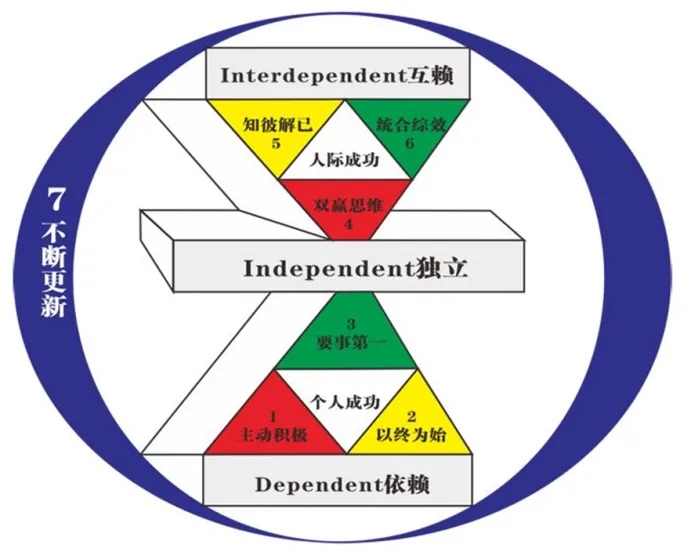 Interdependent互赖
知彼解已
5
统合综效
6
人际成功
双赢思维
4
7 不断更新
Independent独立
3
要事第一
个人成功
1
主动积极
2
以终为始
Dependent依赖